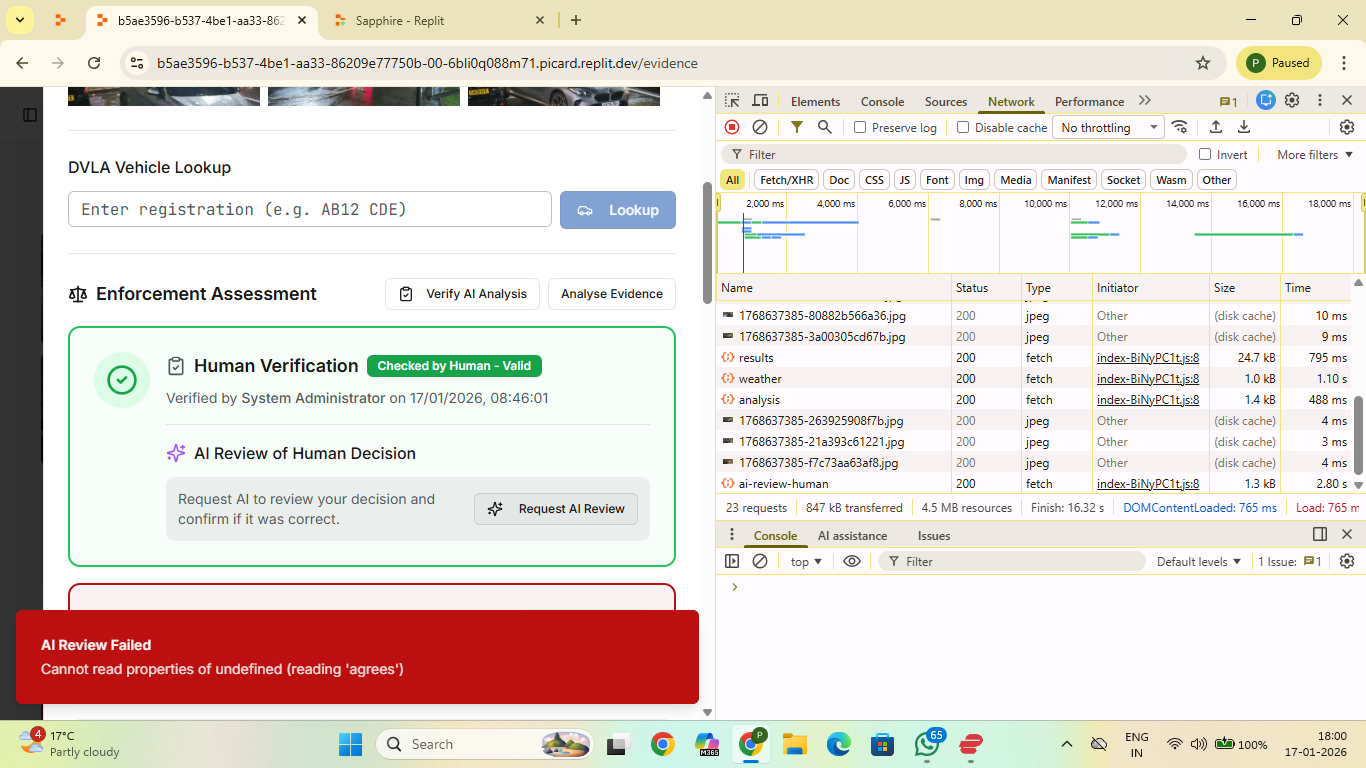 b5ae3596-b537-4be1-aa33-862
Sapphire - Replit
b5ae3596-b537-4be1-aa33-86209e77750b-00-6bli0q088m71.picard.replit.dev/evidence
P Paused
DVLA Vehicle Lookup
Enter registration (e.g. AB12 CDE)
Lookup
Enforcement Assessment
Verify AI Analysis
Analyse Evidence
Human Verification
Checked by Human - Valid
Verified by System Administrator on 17/01/2026, 08:46:01
AI Review of Human Decision
Request AI to review your decision and
confirm if it was correct.
Request AI Review
AI Review Failed
Cannot read properties of undefined (reading 'agrees')
Elements Console Sources Network Performance 1
Preserve log Disable cache No throttling
Filter Invert More filters
All Fetch/XHR Doc CSS JS Font Img Media Manifest Socket Wasm Other
2,000 ms 4,000 ms 6,000 ms 8,000 ms 10,000 ms 12,000 ms 14,000 ms 16,000 ms 18,000 ms
Name Status Type Initiator Size Time
1768637385-80882b566a36.jpg 200 jpeg Other (disk cache) 10 ms
1768637385-3a00305cd67b.jpg 200 jpeg Other (disk cache) 9 ms
results 200 fetch index-BiNyPC1t.js:8 24.7 kB 795 ms
weather 200 fetch index-BiNyPC1t.js:8 1.0 kB 1.10 s
analysis 200 fetch index-BiNyPC1t.js:8 1.4 kB 488 ms
1768637385-263925908f7b.jpg 200 jpeg Other (disk cache) 4 ms
1768637385-21a393c61221.jpg 200 jpeg Other (disk cache) 3 ms
1768637385-f7c73aa63af8.jpg 200 jpeg Other (disk cache) 4 ms
ai-review-human 200 fetch index-BiNyPC1t.js:8 1.3 kB 2.80 s
23 requests 847 kB transferred 4.5 MB resources Finish: 16.32 s DOMContentLoaded: 765 ms Load: 765 m
Console AI assistance Issues
top Filter Default levels 1 Issue: 1
4
17°C
Partly cloudy
Search
M365
P
65
100%
ENG
IN
18:00
17-01-2026